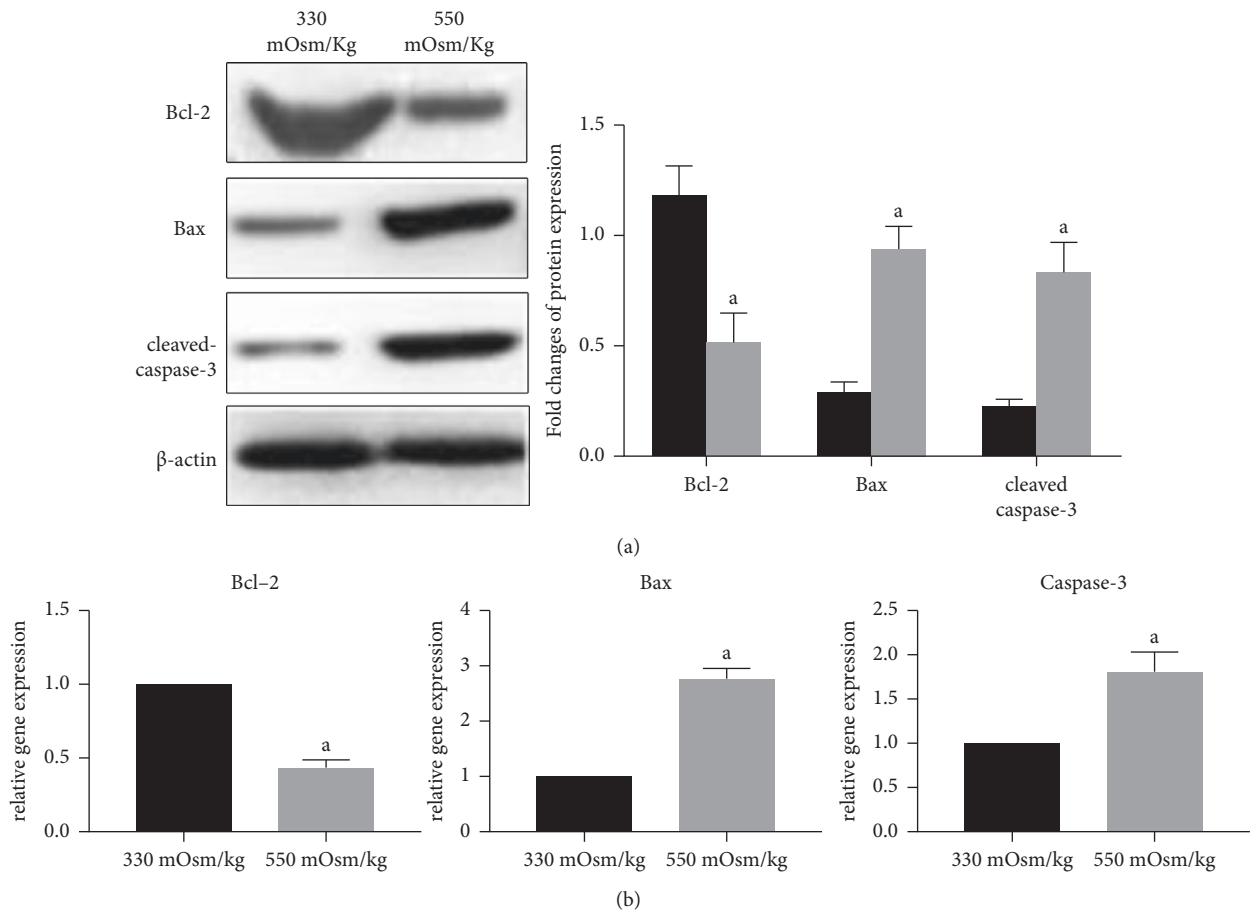 330
mOsm/Kg
550
mOsm/Kg
Bcl-2
Bax
cleaved-
caspase-3
β-actin
Fold changes of protein expression
1.5
1.0
0.5
0.0
a
a
a
Bcl-2
Bax
cleaved
caspase-3
(a)
Bcl–2
relative gene expression
1.5
1.0
0.5
0.0
a
330 mOsm/kg 550 mOsm/kg
Bax
relative gene expression
4
3
2
1
0
a
330 mOsm/kg 550 mOsm/kg
Caspase-3
relative gene expression
2.5
2.0
1.5
1.0
0.5
0.0
a
330 mOsm/kg 550 mOsm/kg
(b)